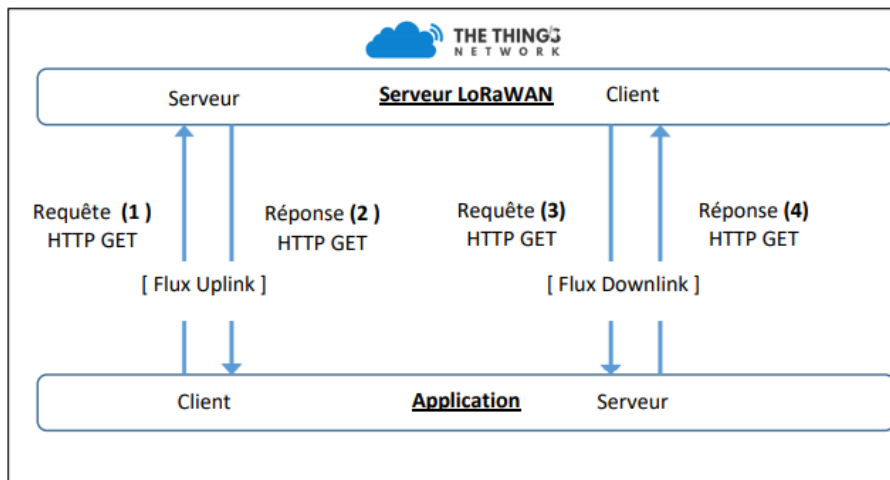 THE THINGS
NETWORK
Serveur Serveur LoRaWAN Client
Requête (1 )
HTTP GET
Réponse (2 )
HTTP GET
Requête (3)
HTTP GET
Réponse (4)
HTTP GET
[ Flux Uplink ]
[ Flux Downlink ]
Client Application Serveur